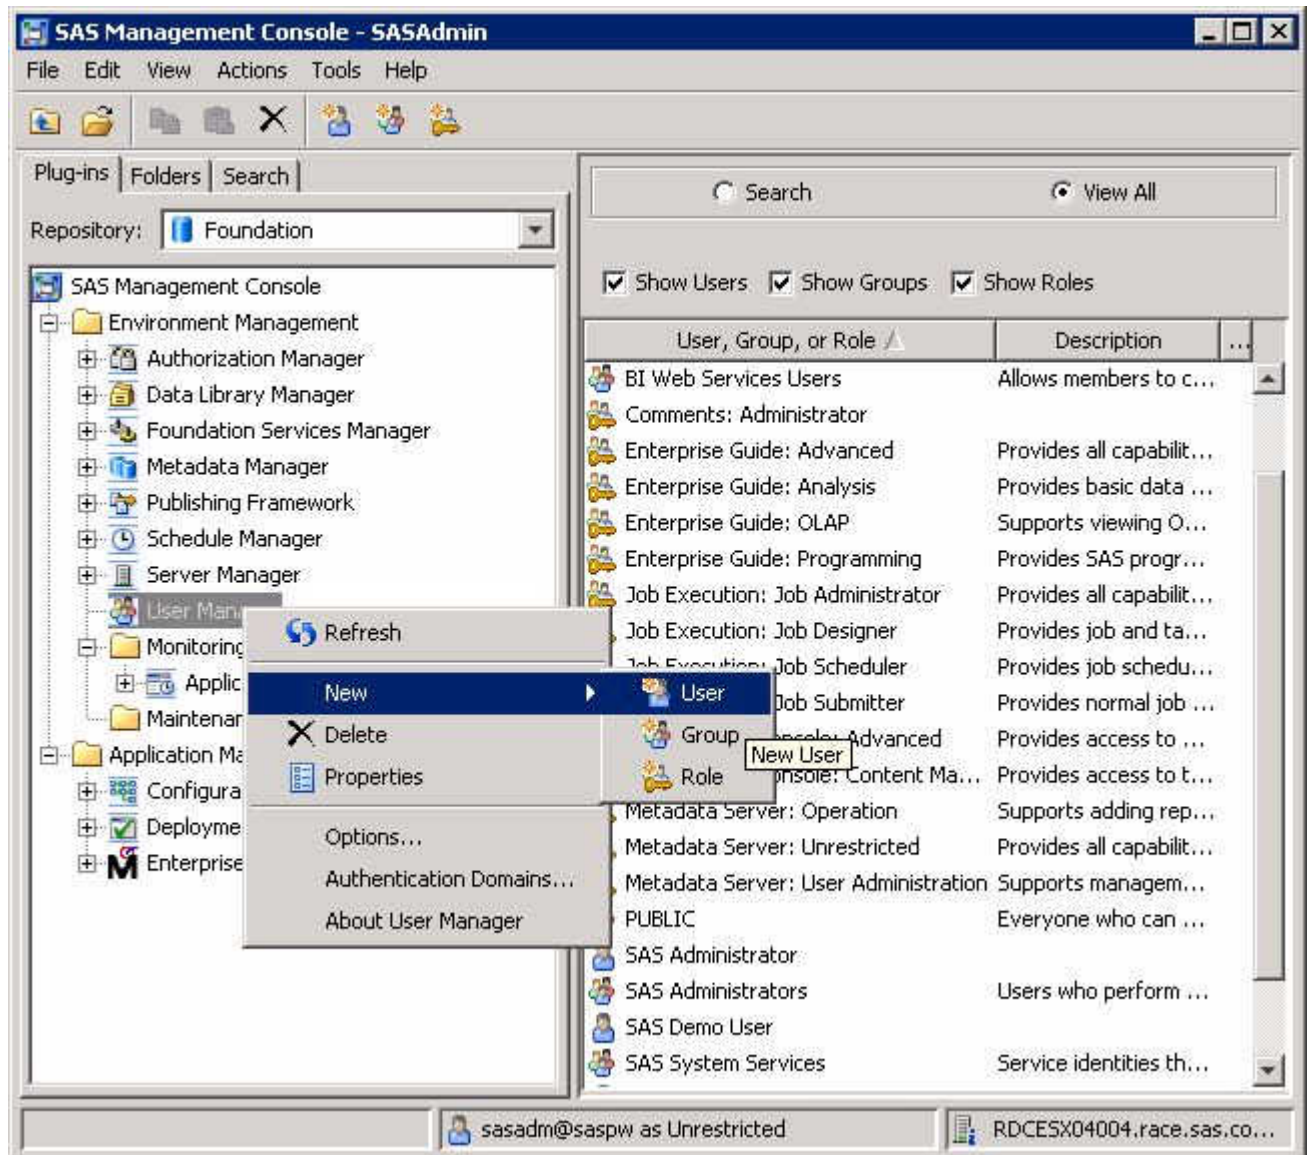 SAS Management Console - SASAdmin
File Edit View Actions Tools Help
Plug-ins Folders Search
Repository: Foundation
SAS Management Console
Environment Management
Authorization Manager
Data Library Manager
Foundation Services Manager
Metadata Manager
Publishing Framework
Schedule Manager
Server Manager
User Mana
Monitoring
Applic
Maintenan
Application Ma
Configura
Deployme
Enterprise
Refresh
New
Delete
Properties
Options...
Authentication Domains...
About User Manager
User
Group
Role
New User
Search View All
Show Users Show Groups Show Roles
User, Group, or Role Description ...
BI Web Services Users Allows members to c...
Comments: Administrator
Enterprise Guide: Advanced Provides all capabilit...
Enterprise Guide: Analysis Provides basic data ...
Enterprise Guide: OLAP Supports viewing O...
Enterprise Guide: Programming Provides SAS progr...
Job Execution: Job Administrator Provides all capabilit...
Job Execution: Job Designer Provides job and ta...
Job Execution: Job Scheduler Provides job schedu...
Job Submitter Provides normal job ...
Advanced Provides access to ...
onsole: Content Ma... Provides access to t...
Metadata Server: Operation Supports adding rep...
Metadata Server: Unrestricted Provides all capabilit...
Metadata Server: User Administration Supports managem...
PUBLIC Everyone who can ...
SAS Administrator
SAS Administrators Users who perform ...
SAS Demo User
SAS System Services Service identities th...
sasadm@saspw as Unrestricted RDCESX04004.race.sas.co...